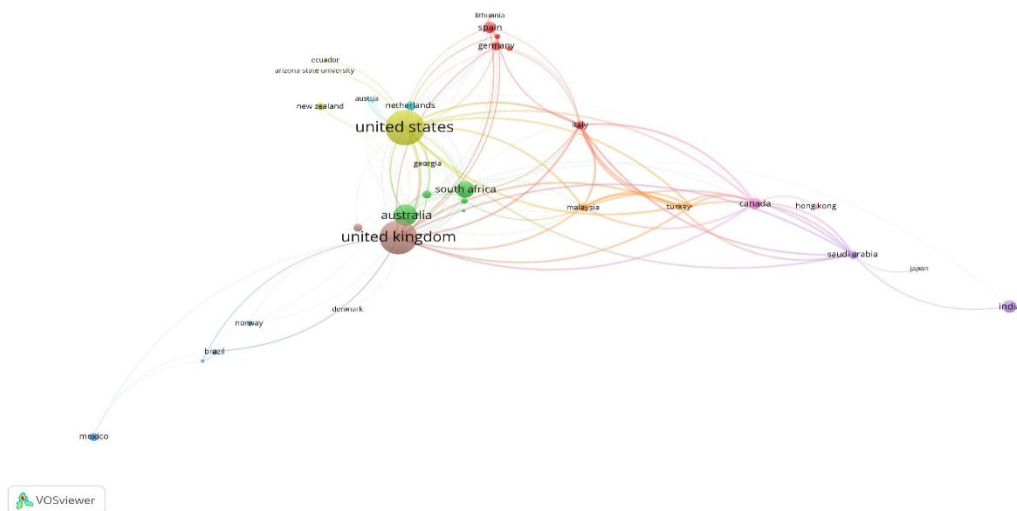 lithuania
spain
germany
ecuador
arizona state university
new zealand
austria
netherlands
united states
italy
georgia
south africa
malaysia
turkey
canada
hong kong
australia
united kingdom
saudi arabia
japan
india
denmark
norway
brazil
mexico
VOSviewer